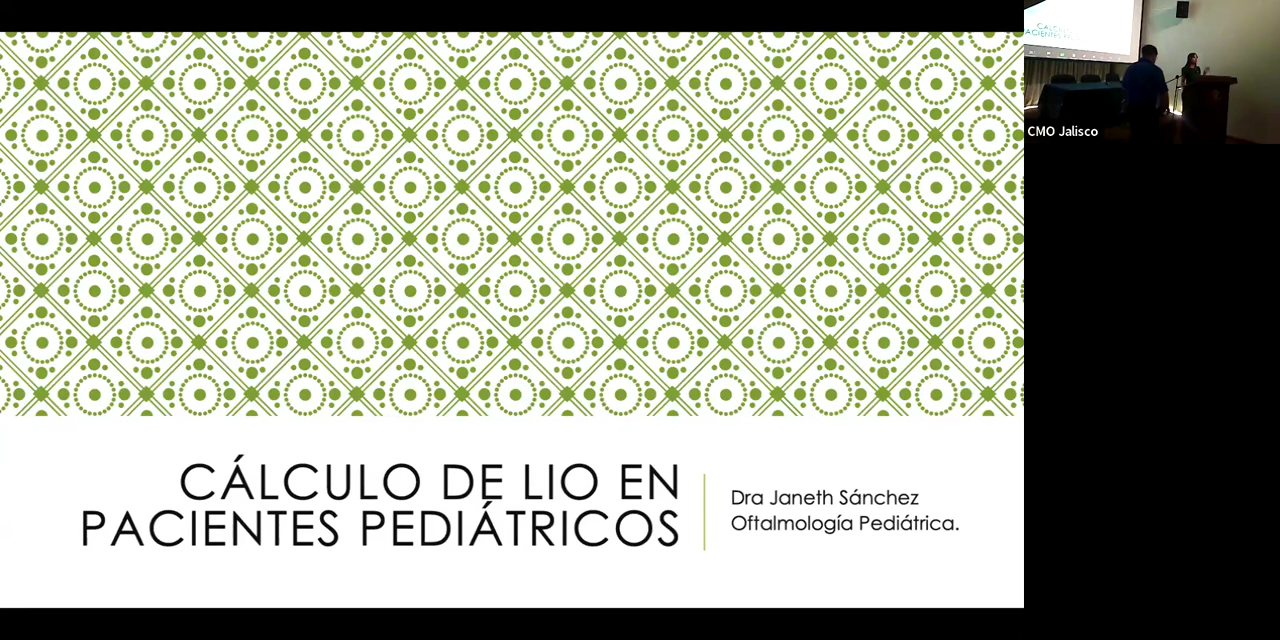 CÁLCULO DE LIO EN
PACIENTES PEDIÁTRICOS
Dra Janeth Sánchez
Oftalmología Pediátrica.
CMO Jalisco